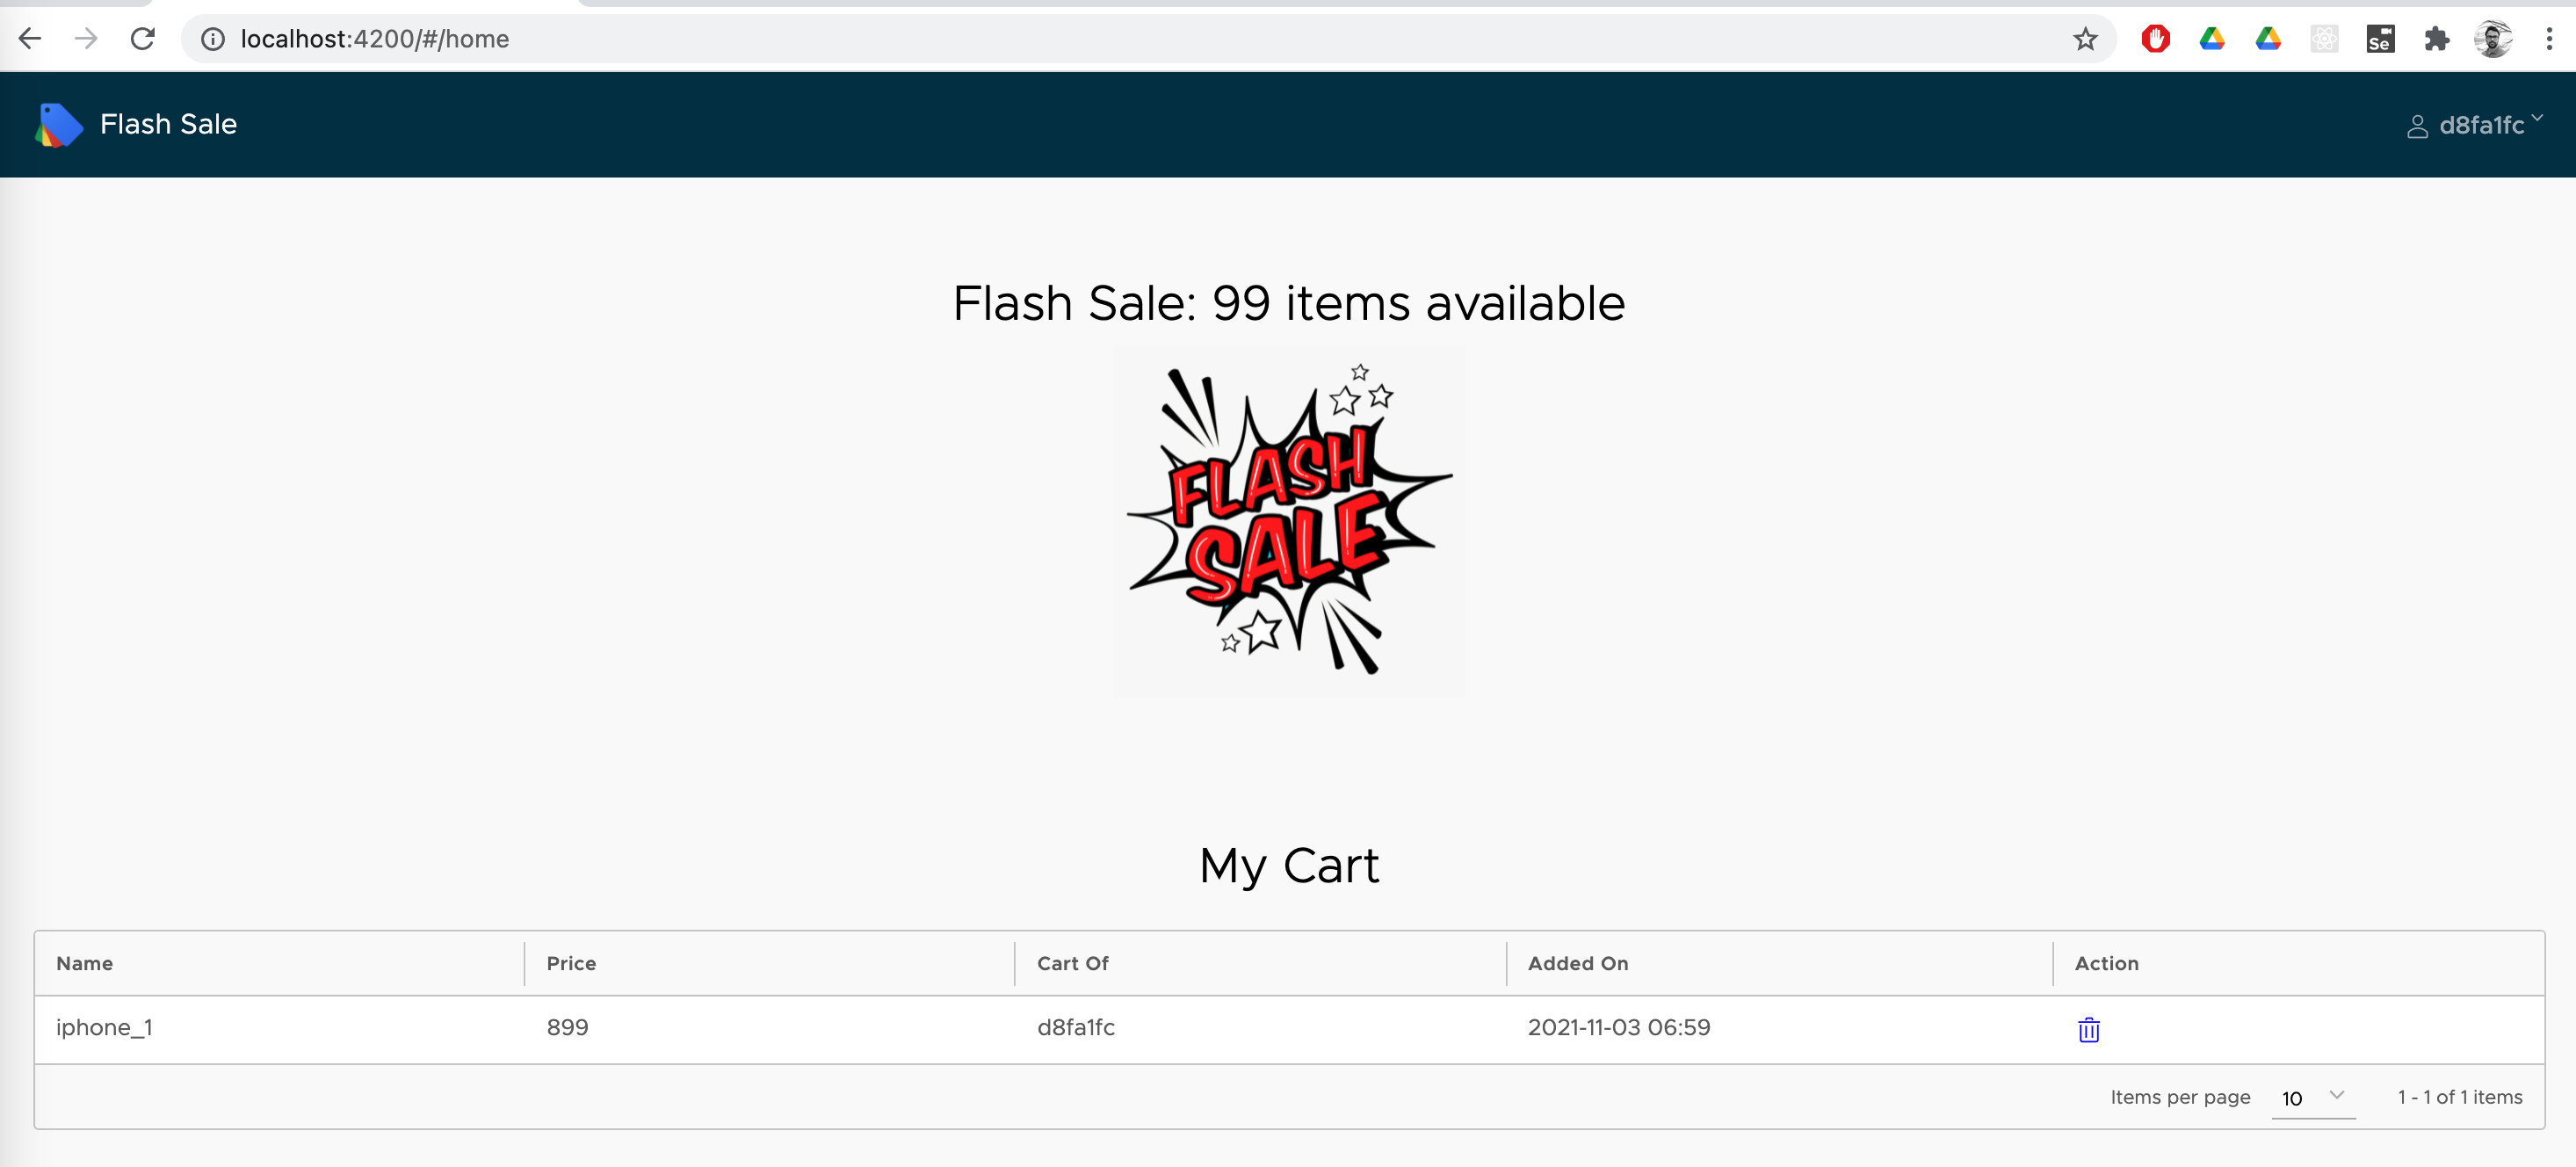 localhost:4200/#/home
Se
Flash Sale
d8fa1fc
Flash Sale: 99 items available
FLASH
SALE
My Cart
Name Price Cart Of Added On Action
iphone_1 899 d8fa1fc 2021-11-03 06:59
Items per page 10 1 - 1 of 1 items